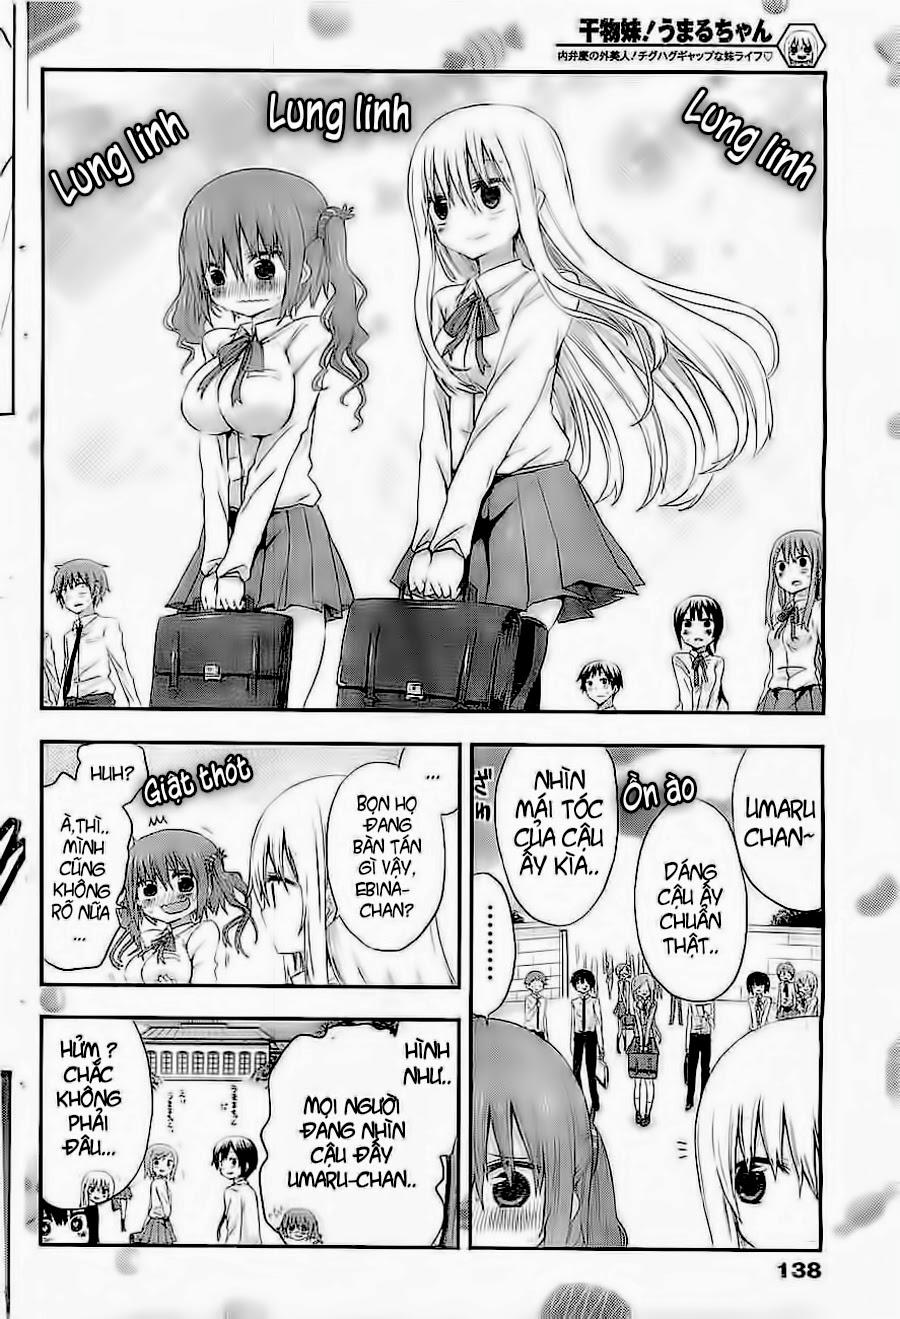 干物妹!うまるちゃん
内弁慶の外美人!チグハグギャップな妹ライフ♡
Lung linh
Lung linh
Lung linh
UMARU
CHAN~
Ồn ào
DÁNG
CẬU ẤY
CHUẨN
THẬT..
NHÌN
MÁI TÓC
CỦA CẬU
ẤY KÌA..
........
...
BỌN HỌ
ĐANG
BÀN TÁN
GÌ VẬY,
EBINA-
CHAN?
Giật thót
HUH?
À,THÌ..
MÌNH
CŨNG
KHÔNG
RÕ NỮA
...
HÌNH
NHƯ..
MỌI NGƯỜI
ĐANG NHÌN
CẬU ĐẤY
UMARU-CHAN..
HỬM ?
CHẮC
KHÔNG
PHẢI
ĐÂU...
138